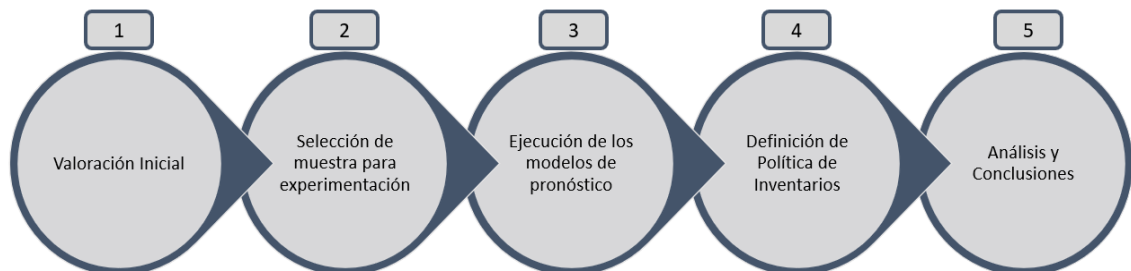 1
2
3
4
5
Valoración Inicial
Selección de
muestra para
experimentación
Ejecución de los
modelos de
pronóstico
Definición de
Política de
Inventarios
Análisis y
Conclusiones